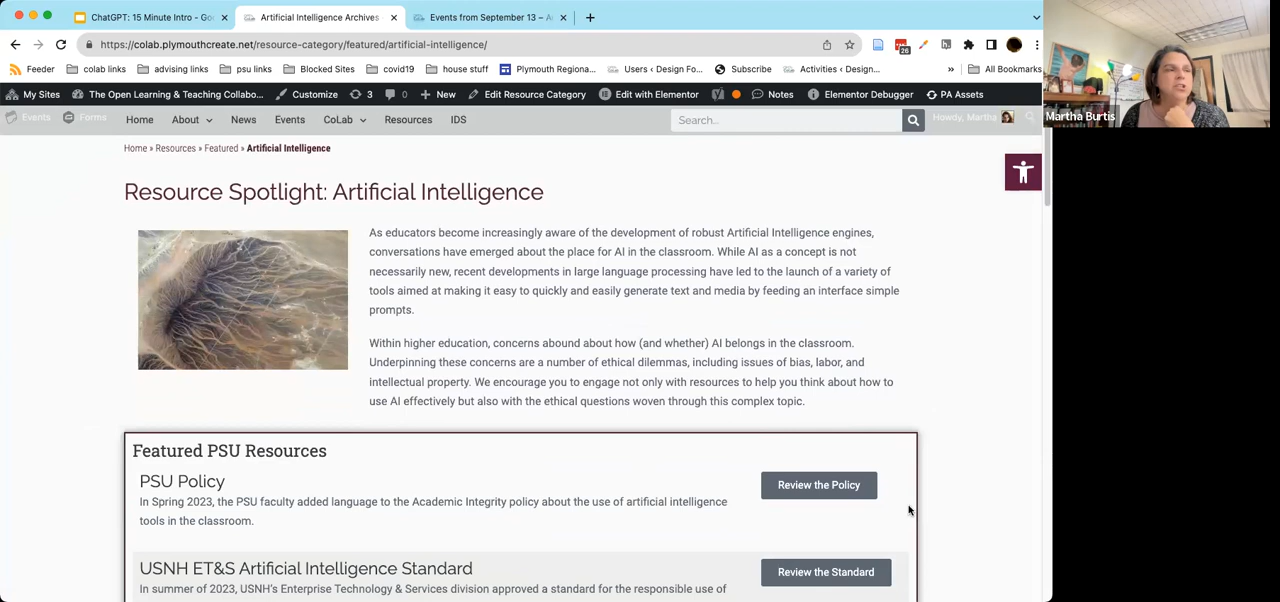 ChatGPT: 15 Minute Intro - Go
Artificial Intelligence Archives
Events from September 13 – A
https://colab.plymouthcreate.net/resource-category/featured/artificial-intelligence/
26
Feeder
colab links
advising links
psu links
Blocked Sites
covid19
house stuff
Plymouth Regiona...
Users ‹ Design Fo...
Subscribe
Activities ‹ Design...
»
All Bookmarks
My Sites
The Open Learning & Teaching Collabo...
Customize
3
0
New
Edit Resource Category
Edit with Elementor
Notes
Elementor Debugger
PA Assets
Events
Forms
Home
About
News
Events
CoLab
Resources
IDS
Search...
Howdy, Martha
Martha Burtis
Home » Resources » Featured » Artificial Intelligence
Resource Spotlight: Artificial Intelligence
As educators become increasingly aware of the development of robust Artificial Intelligence engines,
conversations have emerged about the place for AI in the classroom. While AI as a concept is not
necessarily new, recent developments in large language processing have led to the launch of a variety of
tools aimed at making it easy to quickly and easily generate text and media by feeding an interface simple
prompts.
Within higher education, concerns abound about how (and whether) AI belongs in the classroom.
Underpinning these concerns are a number of ethical dilemmas, including issues of bias, labor, and
intellectual property. We encourage you to engage not only with resources to help you think about how to
use AI effectively but also with the ethical questions woven through this complex topic.
Featured PSU Resources
PSU Policy
Review the Policy
In Spring 2023, the PSU faculty added language to the Academic Integrity policy about the use of artificial intelligence
tools in the classroom.
USNH ET&S Artificial Intelligence Standard
Review the Standard
In summer of 2023, USNH's Enterprise Technology & Services division approved a standard for the responsible use of